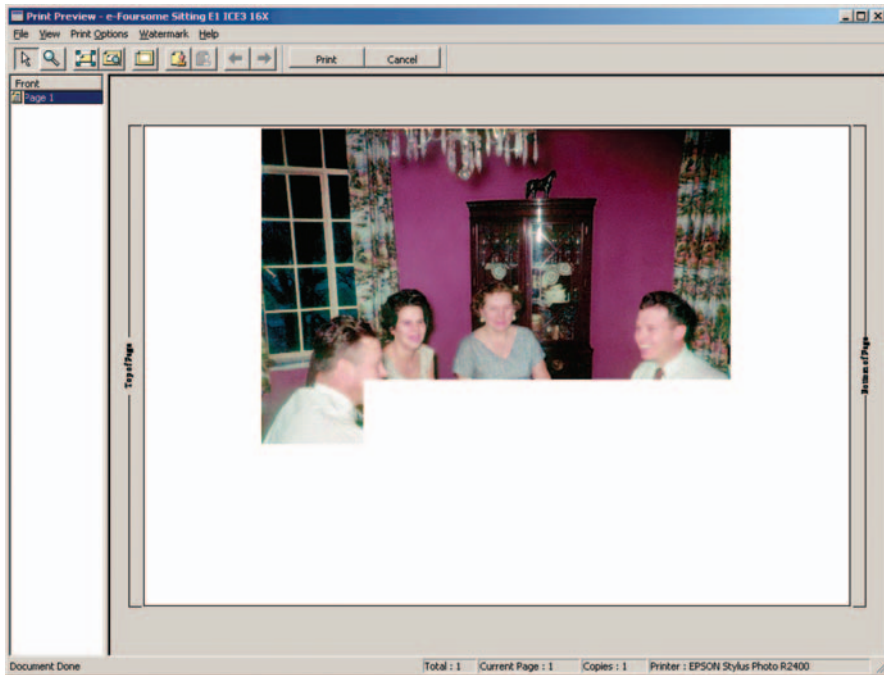 Print Preview - e-Foursome Sitting E1 ICE3 16X
File View Print Options Watermark Help
Print Cancel
Front
Page 1
Top of Page
Bottom of Page
Document Done Total : 1 Current Page : 1 Copies : 1 Printer : EPSON Stylus Photo R2400